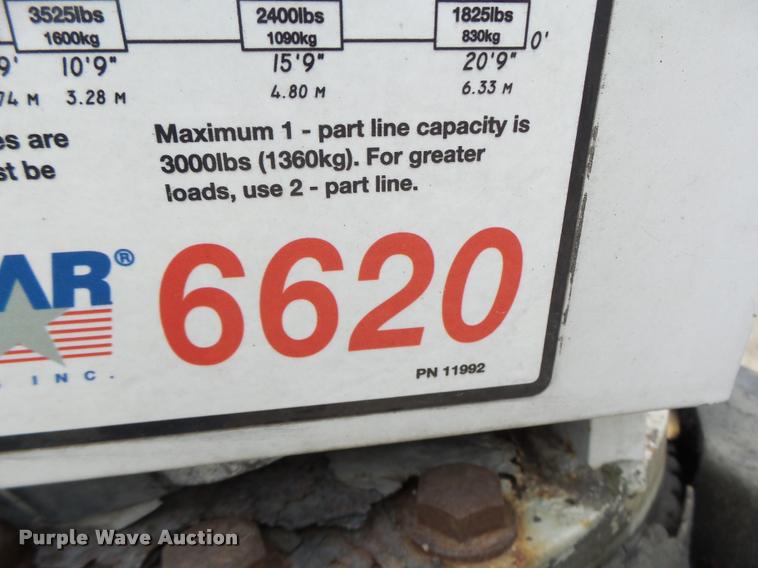 3525lbs 2400lbs 1825lbs
1600kg 1090kg 830kg 0'
9' 10'9" 15'9" 20'9"
74 M 3.28 M 4.80 M 6.33 M
es are
st be
Maximum 1 - part line capacity is
3000lbs (1360kg). For greater
loads, use 2 - part line.
AR® 6620
INC.
PN 11992
Purple Wave Auction